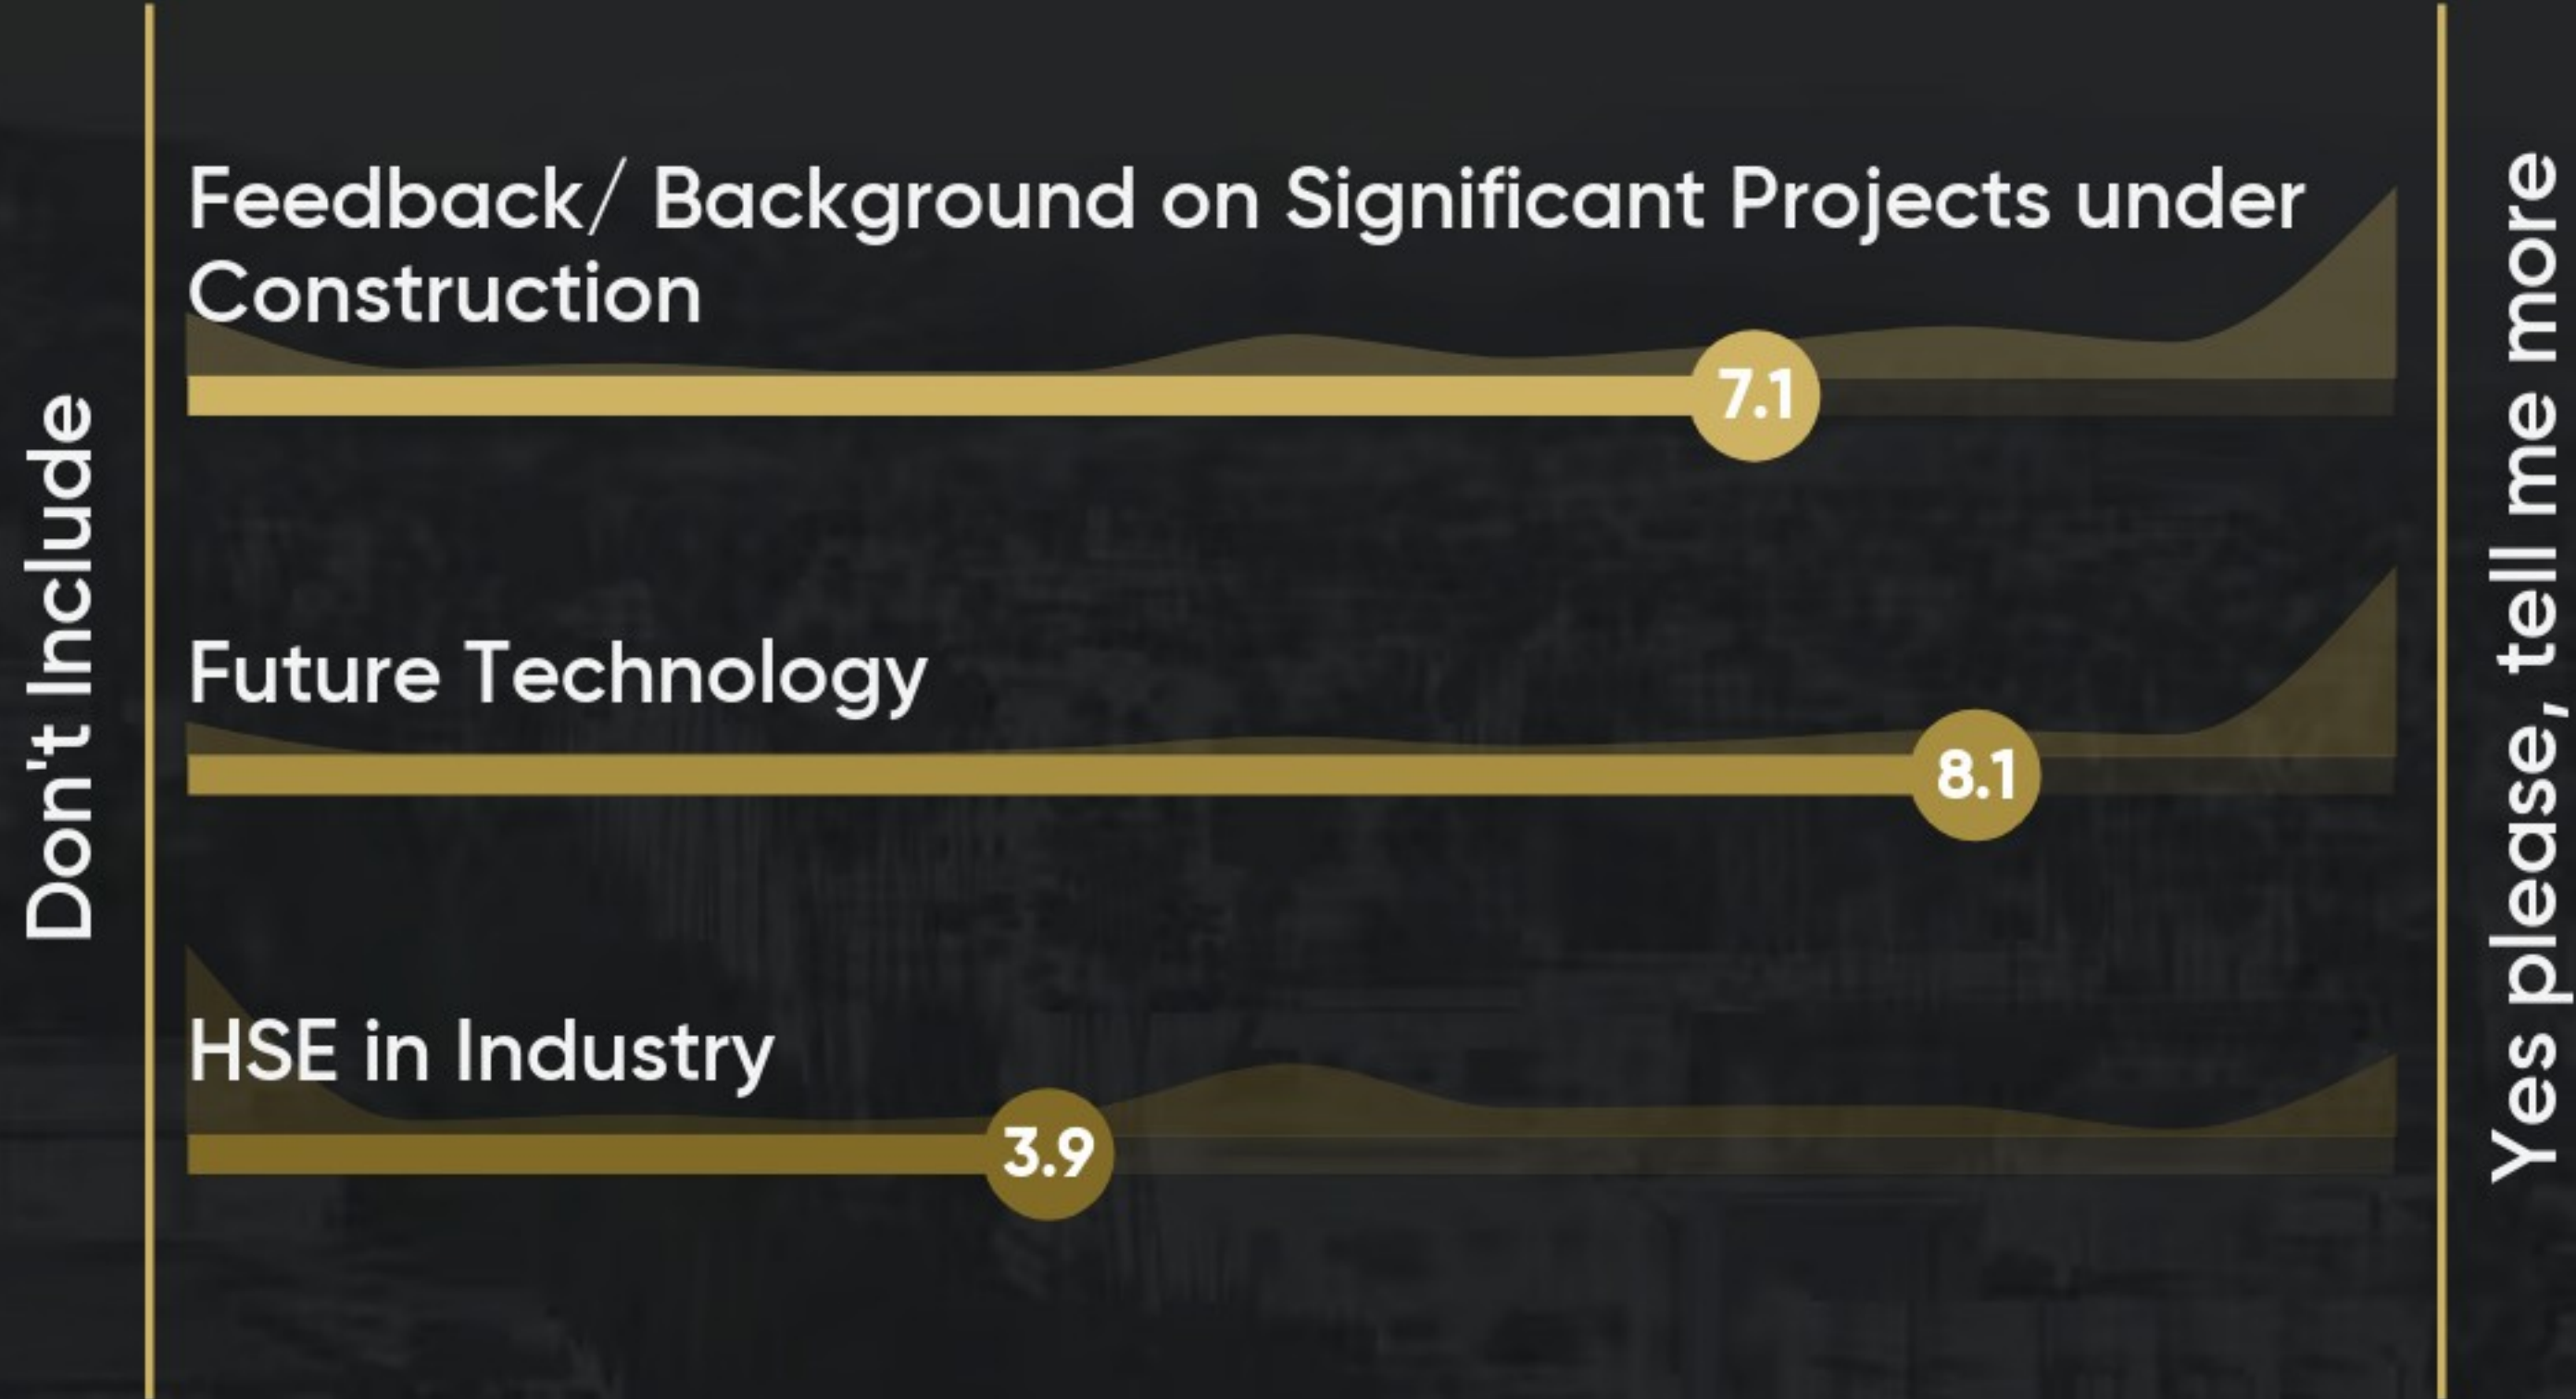 Don't Include
Feedback/ Background on Significant Projects under
Construction
7.1
Future Technology
8.1
HSE in Industry
3.9
Yes please, tell me more